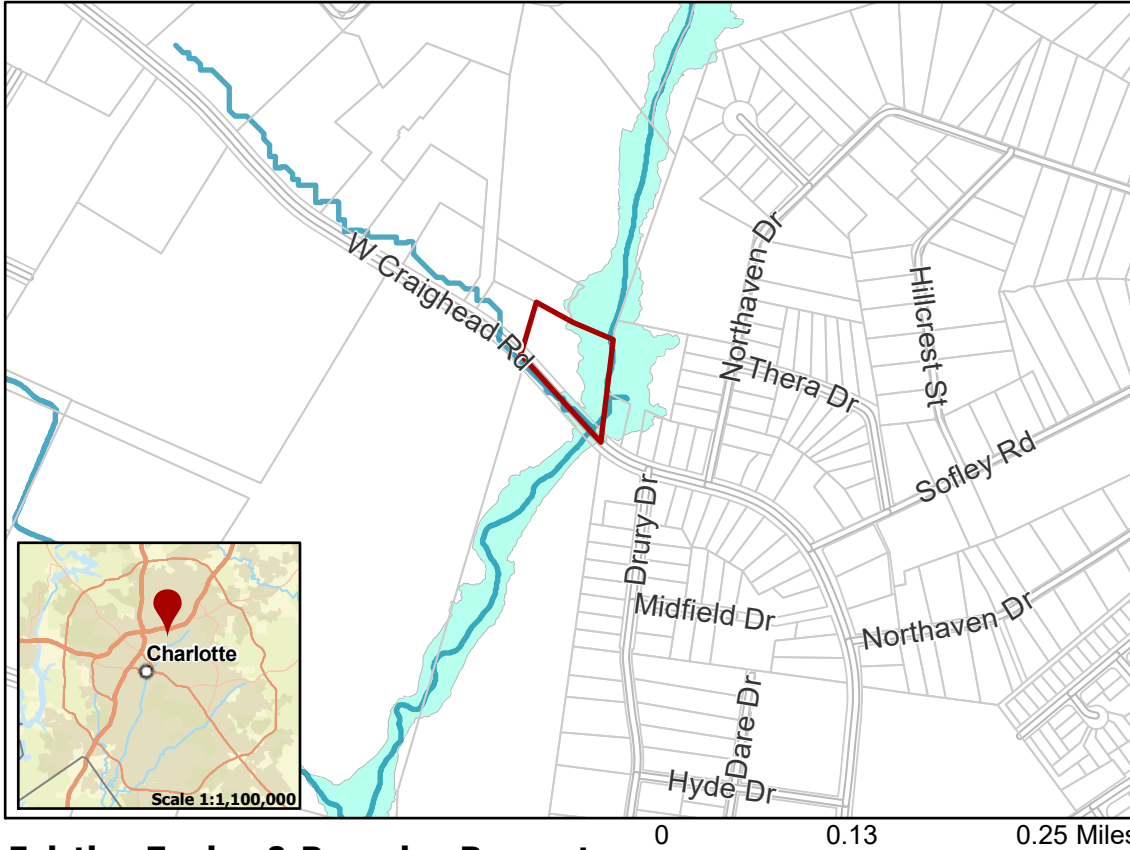 W Craighead Rd
Northaven Dr
Thera Dr
Hillcrest St
Sofley Rd
Drury Dr
Midfield Dr
Northaven Dr
Dare Dr
Hyde Dr
Charlotte
Scale 1:1,100,000
0 0.13 0.25 Miles